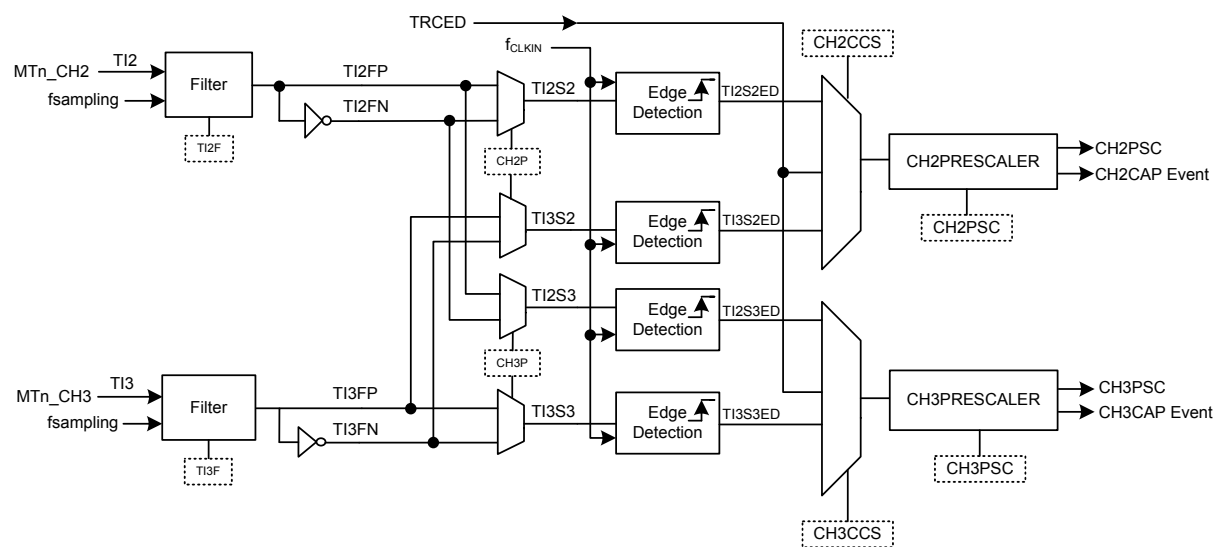 TRCED
fCLKIN
CH2CCS
MTn_CH2
TI2
fsampling
Filter
TI2F
TI2FP
TI2FN
CH2P
TI2S2
Edge
Detection
TI2S2ED
CH2PRESCALER
CH2PSC
CH2CAP Event
CH2PSC
TI3S2
Edge
Detection
TI3S2ED
TI2S3
Edge
Detection
TI2S3ED
CH3P
MTn_CH3
TI3
fsampling
Filter
TI3F
TI3FP
TI3FN
TI3S3
Edge
Detection
TI3S3ED
CH3PRESCALER
CH3PSC
CH3CAP Event
CH3PSC
CH3CCS